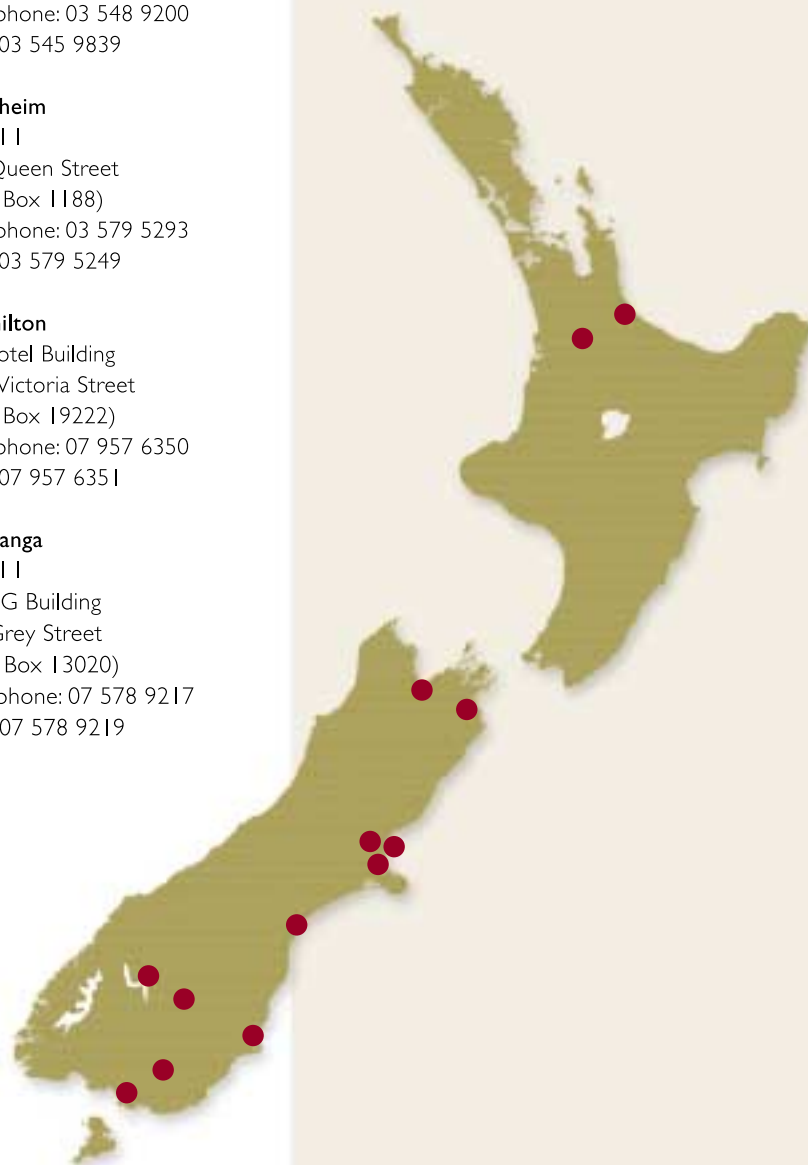 phone: 03 548 9200
03 545 9839
heim
11
Queen Street
Box 1188)
phone: 03 579 5293
03 579 5249
ilton
otel Building
Victoria Street
Box 19222)
phone: 07 957 6350
07 957 6351
anga
11
G Building
Grey Street
Box 13020)
phone: 07 578 9217
07 578 9219